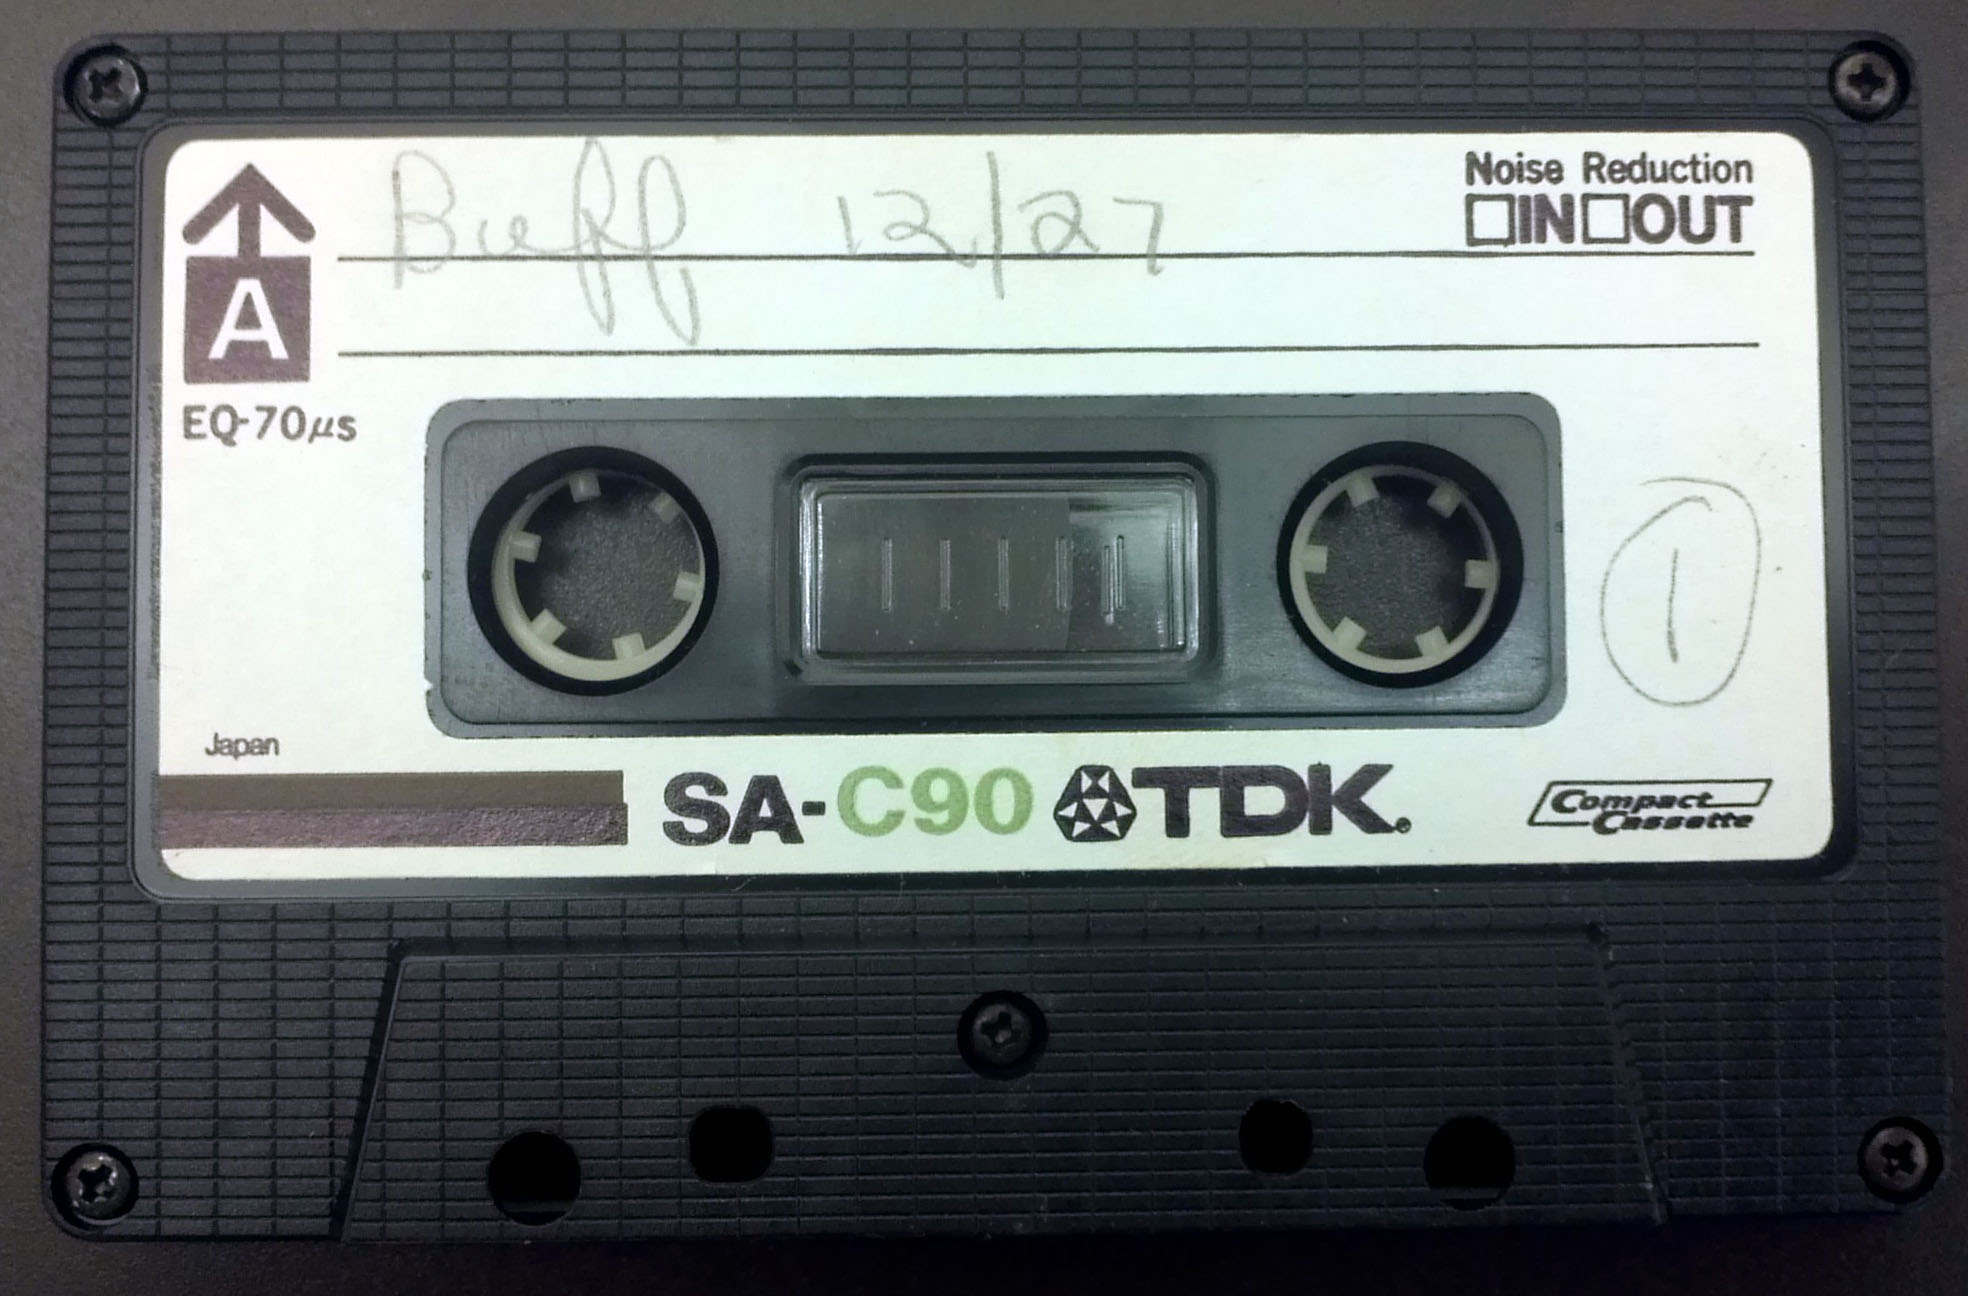 Buff 12/27
Noise Reduction
IN OUT
A
EQ-70μs
1
Japan
SA-C90 TDK®
Compact
Cassette